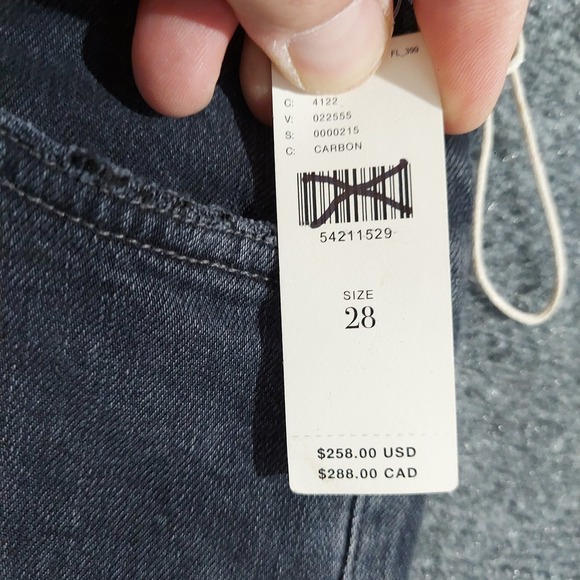 FL_399
C: 4122
V: 022555
S: 0000215
C: CARBON
54211529
SIZE
28
$258.00 USD
$288.00 CAD